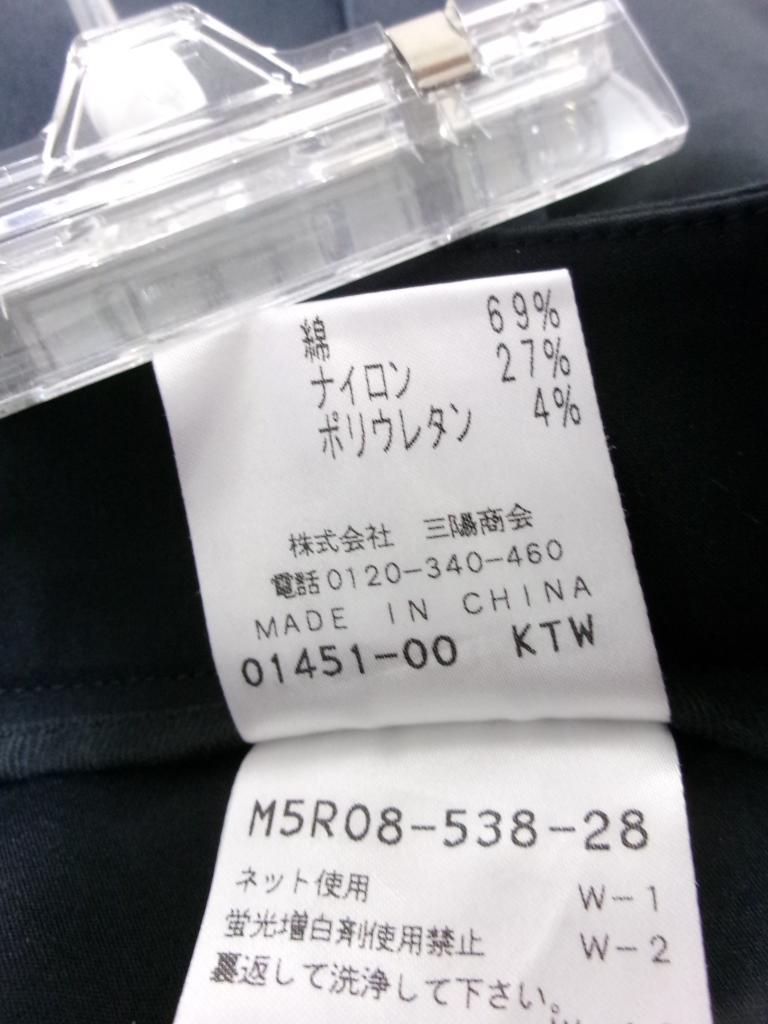 綿 69%
ナイロン 27%
ポリウレタン 4%
株式会社 三陽商会
電話0120-340-460
MADE IN CHINA
01451-00 KTW
M5R08-538-28
ネット使用 W-1
蛍光増白剤使用禁止 W-2
裏返して洗浄して下さい。